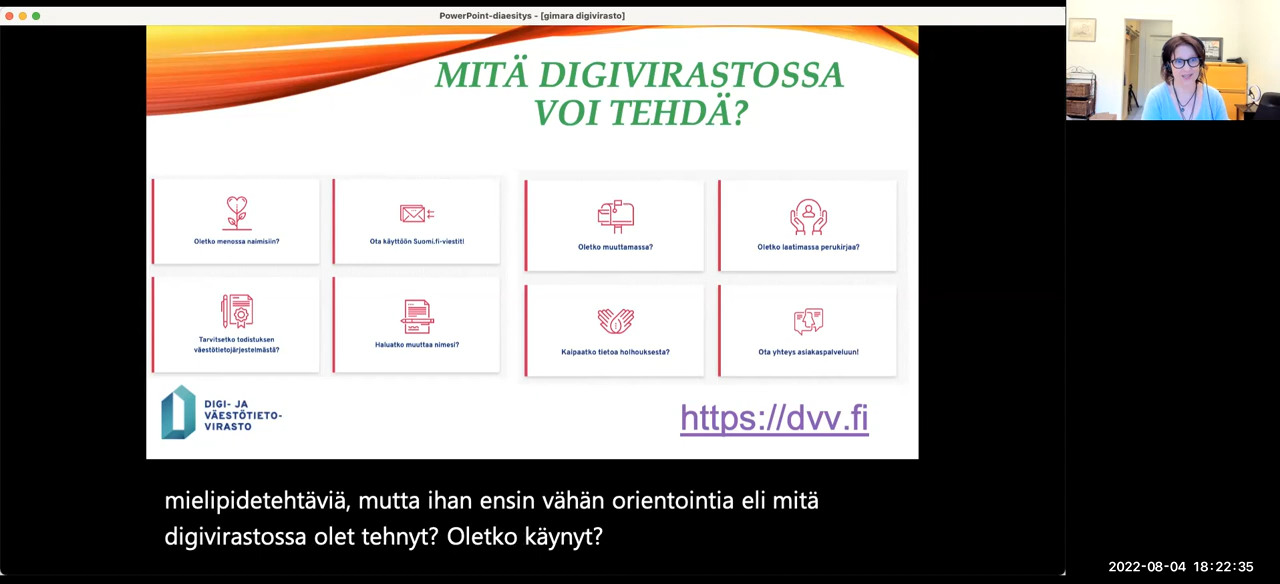 PowerPoint-diaesitys - [gimara digivirasto]
MITÄ DIGIVIRASTOSSA
VOI TEHDÄ?
Oletko menossa naimisiin?
Ota käyttöön Suomi.fi-viestit!
Oletko muuttamassa?
Oletko laatimassa perukirjaa?
Tarvitsetko todistuksen
väestötietojärjestelmästä?
Haluatko muuttaa nimesi?
Kaipaatko tietoa holhouksesta?
Ota yhteys asiakaspalveluun!
DIGI- JA
VÄESTÖTIETO-
VIRASTO
https://dvv.fi
mielipidetehtäviä, mutta ihan ensin vähän orientointia eli mitä
digivirastossa olet tehnyt? Oletko käynyt?
2022-08-04 18:22:35